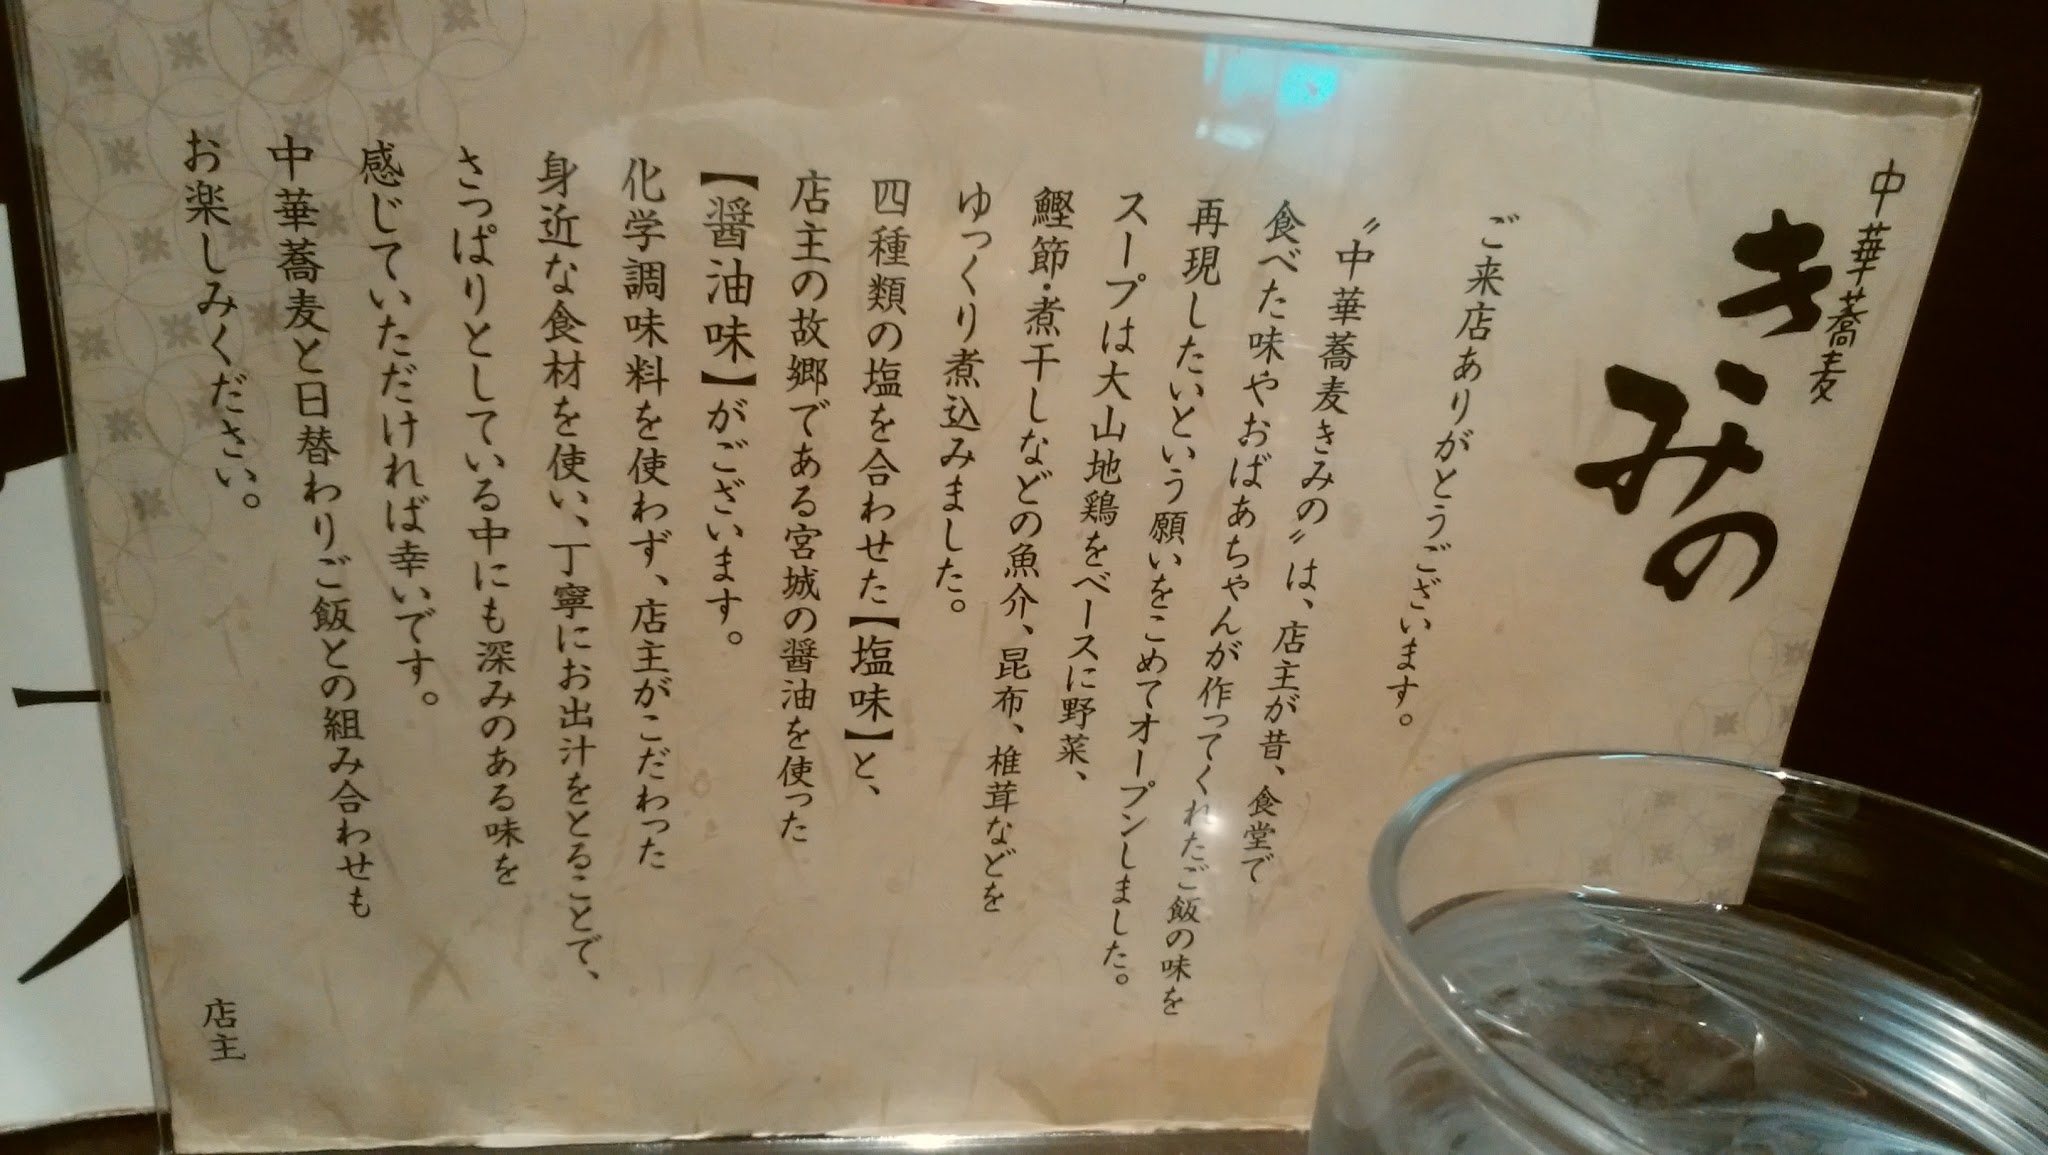 中華蕎麦
きみの
ご来店ありがとうございます。
〝中華蕎麦きみの〟は、店主が昔、食堂で
食べた味やおばあちゃんが作ってくれたご飯の味を
再現したいという願いをこめてオープンしました。
スープは大山地鶏をベースに野菜、
鰹節・煮干しなどの魚介、昆布、椎茸などを
ゆっくり煮込みました。
四種類の塩を合わせた【塩味】と、
店主の故郷である宮城の醤油を使った
【醤油味】がございます。
化学調味料を使わず、店主がこだわった
身近な食材を使い、丁寧にお出汁をとることで、
さっぱりとしている中にも深みのある味を
感じていただければ幸いです。
中華蕎麦と日替わりご飯との組み合わせも
お楽しみください。
店主